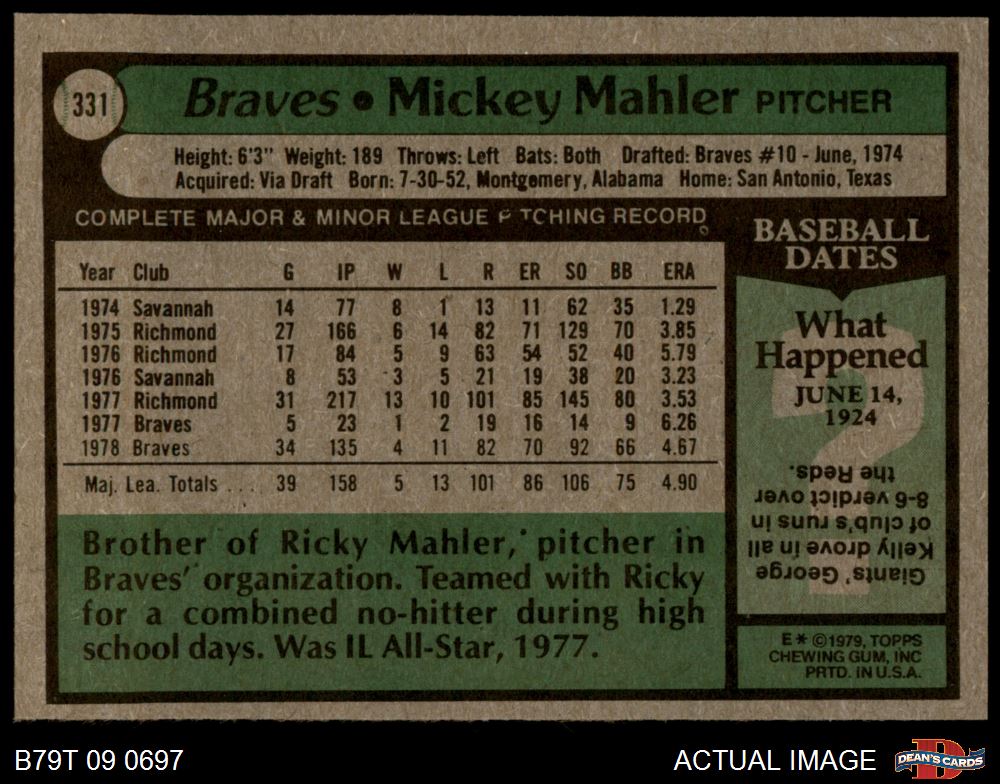 331
Braves • Mickey Mahler PITCHER
Height: 6'3" Weight: 189 Throws: Left Bats: Both Drafted: Braves #10 - June, 1974
Acquired: Via Draft Born: 7-30-52, Montgomery, Alabama Home: San Antonio, Texas
COMPLETE MAJOR & MINOR LEAGUE P TCHING RECORD
Year Club G IP W L R ER SO BB ERA
1974 Savannah 14 77 8 1 13 11 62 35 1.29
1975 Richmond 27 166 6 14 82 71 129 70 3.85
1976 Richmond 17 84 5 9 63 54 52 40 5.79
1976 Savannah 8 53 3 5 21 19 38 20 3.23
1977 Richmond 31 217 13 10 101 85 145 80 3.53
1977 Braves 5 23 1 2 19 16 14 9 6.26
1978 Braves 34 135 4 11 82 70 92 66 4.67
Maj. Lea. Totals ... 39 158 5 13 101 86 106 75 4.90
Brother of Ricky Mahler, pitcher in
Braves' organization. Teamed with Ricky
for a combined no-hitter during high
school days. Was IL All-Star, 1977.
BASEBALL
DATES
What
Happened
JUNE 14,
1924
?
Giants' George
Kelly drove in all
of club's runs in
8-6 verdict over
the Reds.
E* ©1979, TOPPS
CHEWING GUM, INC
PRTD. IN U.S.A.
B79T 09 0697
ACTUAL IMAGE
D
DEAN'S CARDS